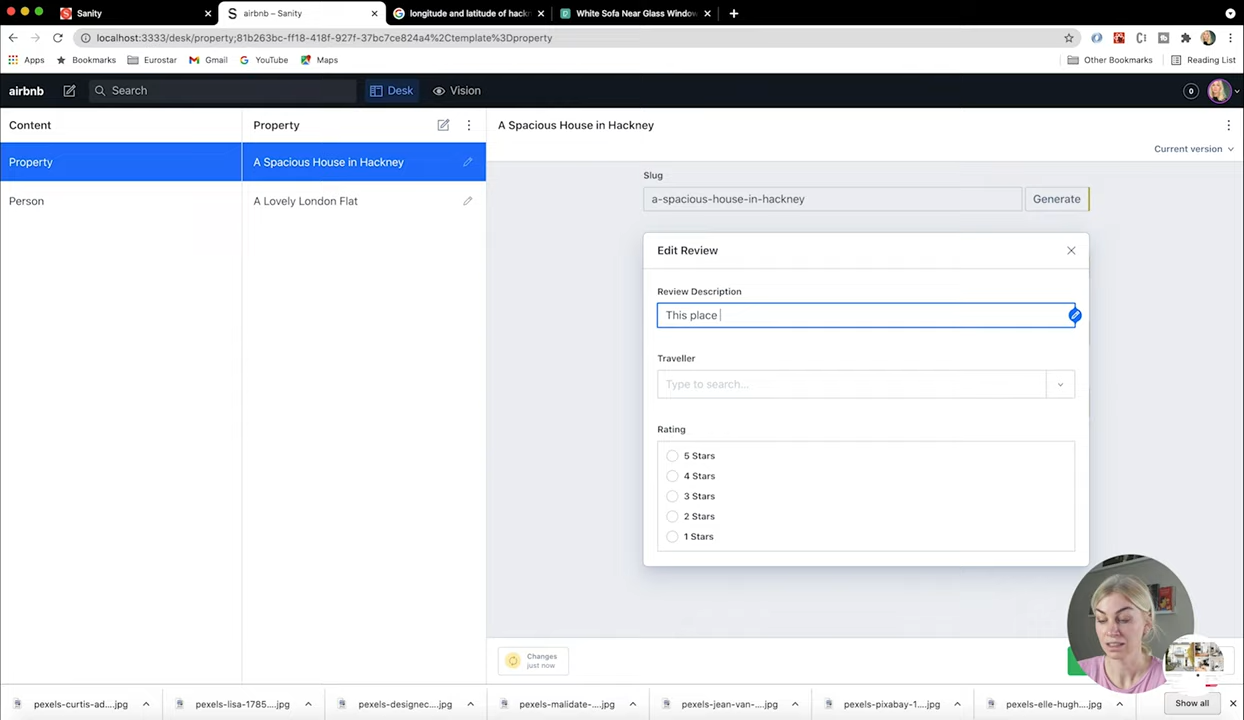 Sanity
airbnb – Sanity
longitude and latitude of hackn
White Sofa Near Glass Window
localhost:3333/desk/property;81b263bc-ff18-418f-927f-37bc7ce824a4%2Ctemplate%3Dproperty
Apps
Bookmarks
Eurostar
Gmail
YouTube
Maps
Other Bookmarks
Reading List
airbnb
Search
Desk
Vision
0
Content
Property
A Spacious House in Hackney
Current version
Property
A Spacious House in Hackney
Person
A Lovely London Flat
Slug
a-spacious-house-in-hackney
Generate
Edit Review
Review Description
This place
Traveller
Type to search...
Rating
5 Stars
4 Stars
3 Stars
2 Stars
1 Stars
Changes
just now
pexels-curtis-ad....jpg
pexels-lisa-1785....jpg
pexels-designec....jpg
pexels-malidate-....jpg
pexels-jean-van-....jpg
pexels-pixabay-1....jpg
pexels-elle-hugh....jpg
Show all